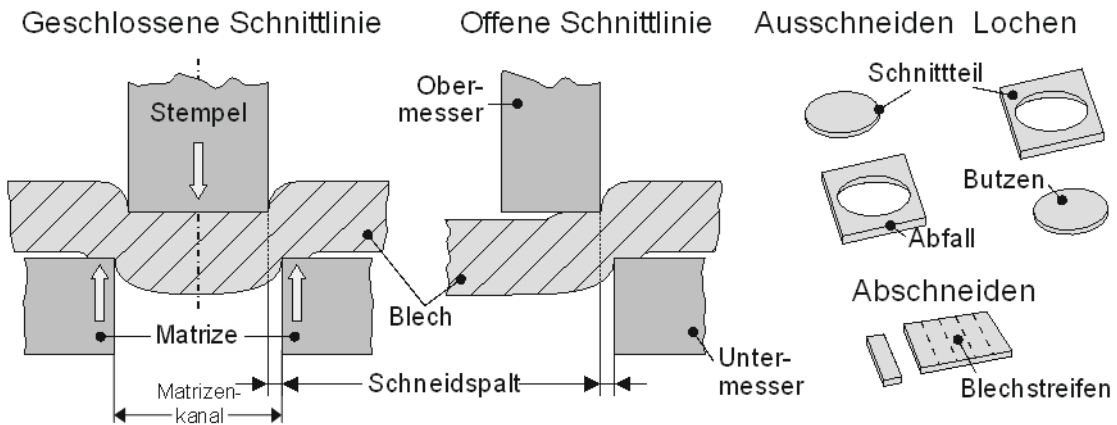 Geschlossene Schnittlinie
Stempel
Matrize
Matrizen-
kanal
Offene Schnittlinie
Ober-
messer
Blech
Schneidspalt
Unter-
messer
Ausschneiden Lochen
Schnittteil
Butzen
Abfall
Abschneiden
Blechstreifen